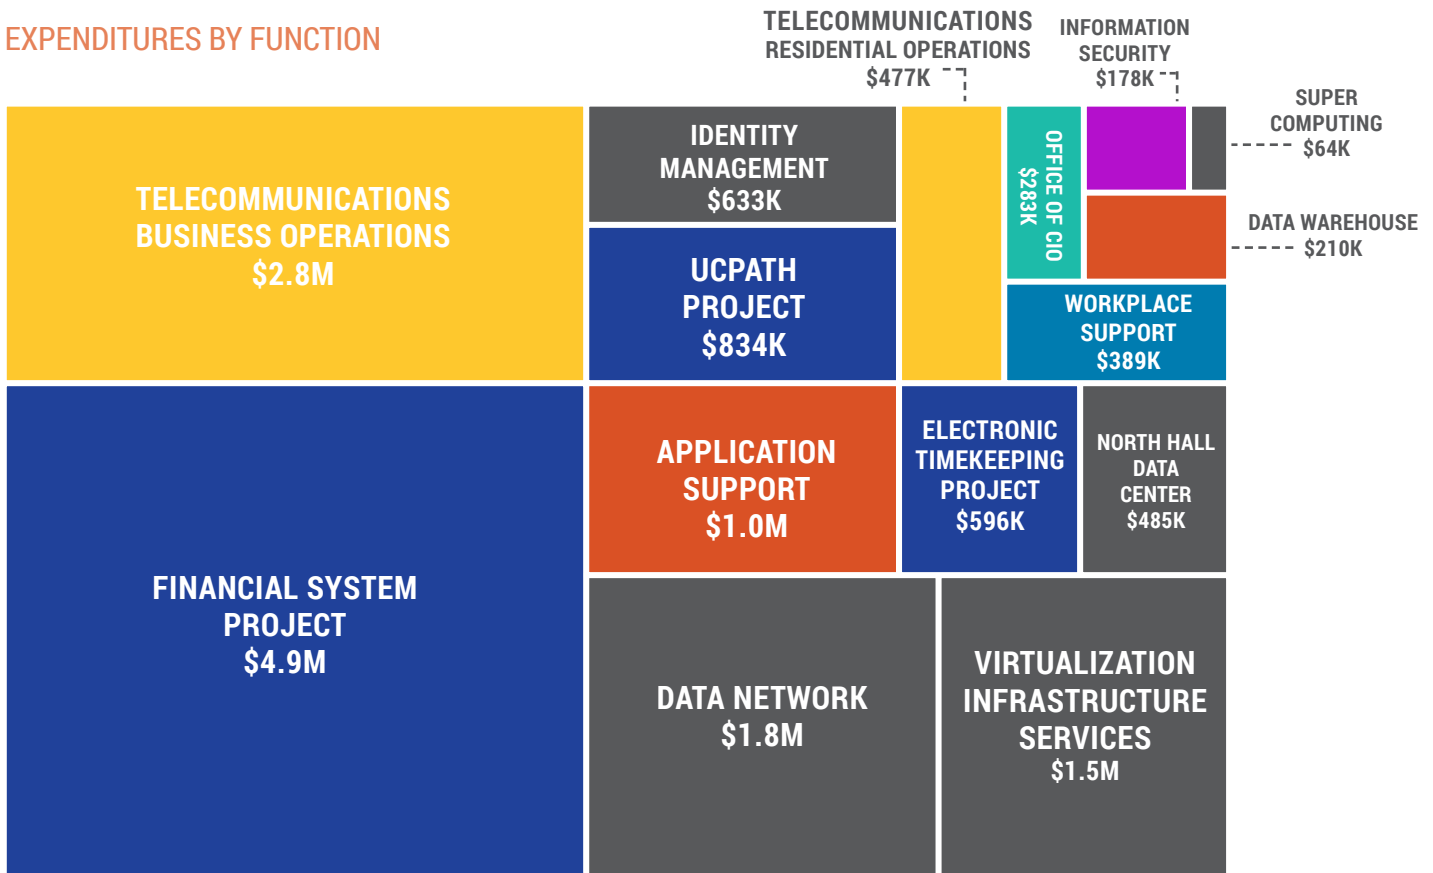 EXPENDITURES BY FUNCTION
TELECOMMUNICATIONS
RESIDENTIAL OPERATIONS
$477K
INFORMATION
SECURITY
$178K
SUPER
COMPUTING
$64K
TELECOMMUNICATIONS
BUSINESS OPERATIONS
$2.8M
IDENTITY
MANAGEMENT
$633K
UCPATH
PROJECT
$834K
OFFICE OF CIO
$283K
DATA WAREHOUSE
$210K
WORKPLACE
SUPPORT
$389K
FINANCIAL SYSTEM
PROJECT
$4.9M
APPLICATION
SUPPORT
$1.0M
ELECTRONIC
TIMEKEEPING
PROJECT
$596K
NORTH HALL
DATA
CENTER
$485K
DATA NETWORK
$1.8M
VIRTUALIZATION
INFRASTRUCTURE
SERVICES
$1.5M